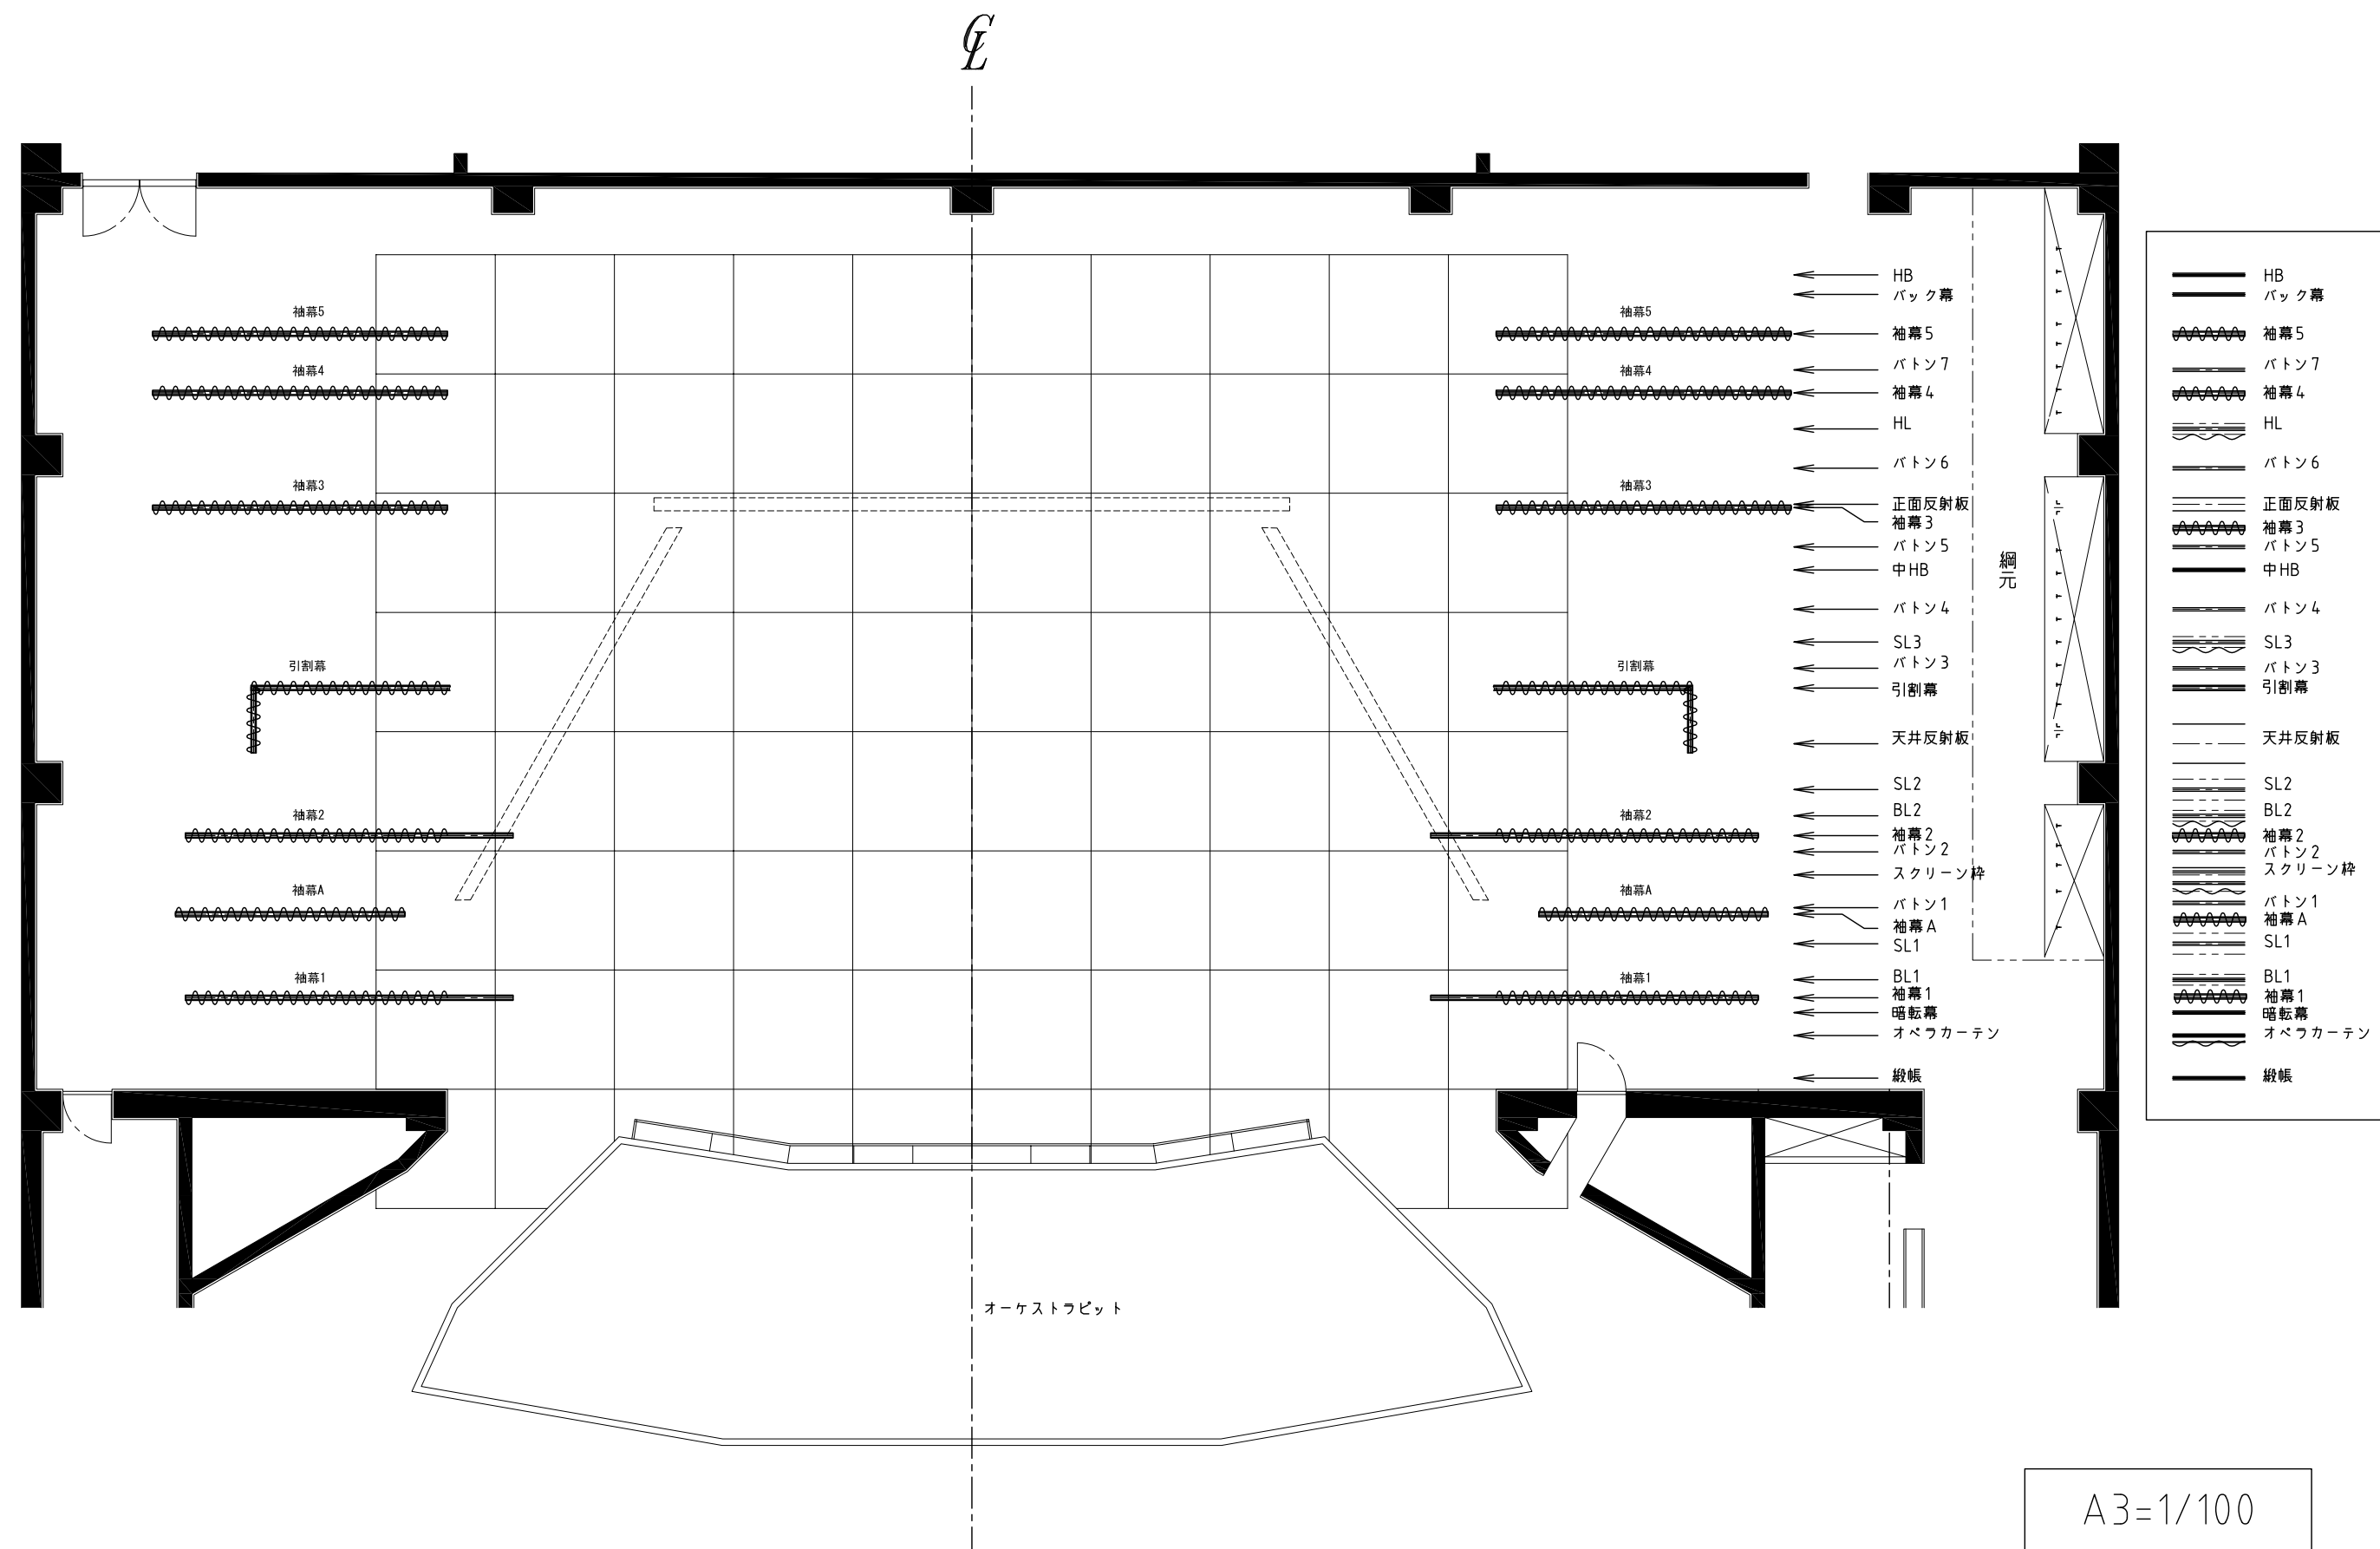 CL
袖幕5
袖幕4
袖幕3
引割幕
袖幕2
袖幕A
袖幕1
袖幕5
袖幕4
袖幕3
引割幕
袖幕2
袖幕A
袖幕1
HB
バック幕
袖幕5
バトン7
袖幕4
HL
バトン6
正面反射板
袖幕3
バトン5
中HB
バトン4
SL3
バトン3
引割幕
天井反射板
SL2
BL2
袖幕2
バトン2
スクリーン枠
バトン1
袖幕A
SL1
BL1
袖幕1
暗転幕
オペラカーテン
緞帳
綱元
HB
バック幕
袖幕5
バトン7
袖幕4
HL
バトン6
正面反射板
袖幕3
バトン5
中HB
バトン4
SL3
バトン3
引割幕
天井反射板
SL2
BL2
袖幕2
バトン2
スクリーン枠
バトン1
袖幕A
SL1
BL1
袖幕1
暗転幕
オペラカーテン
緞帳
オーケストラピット
A3=1/100